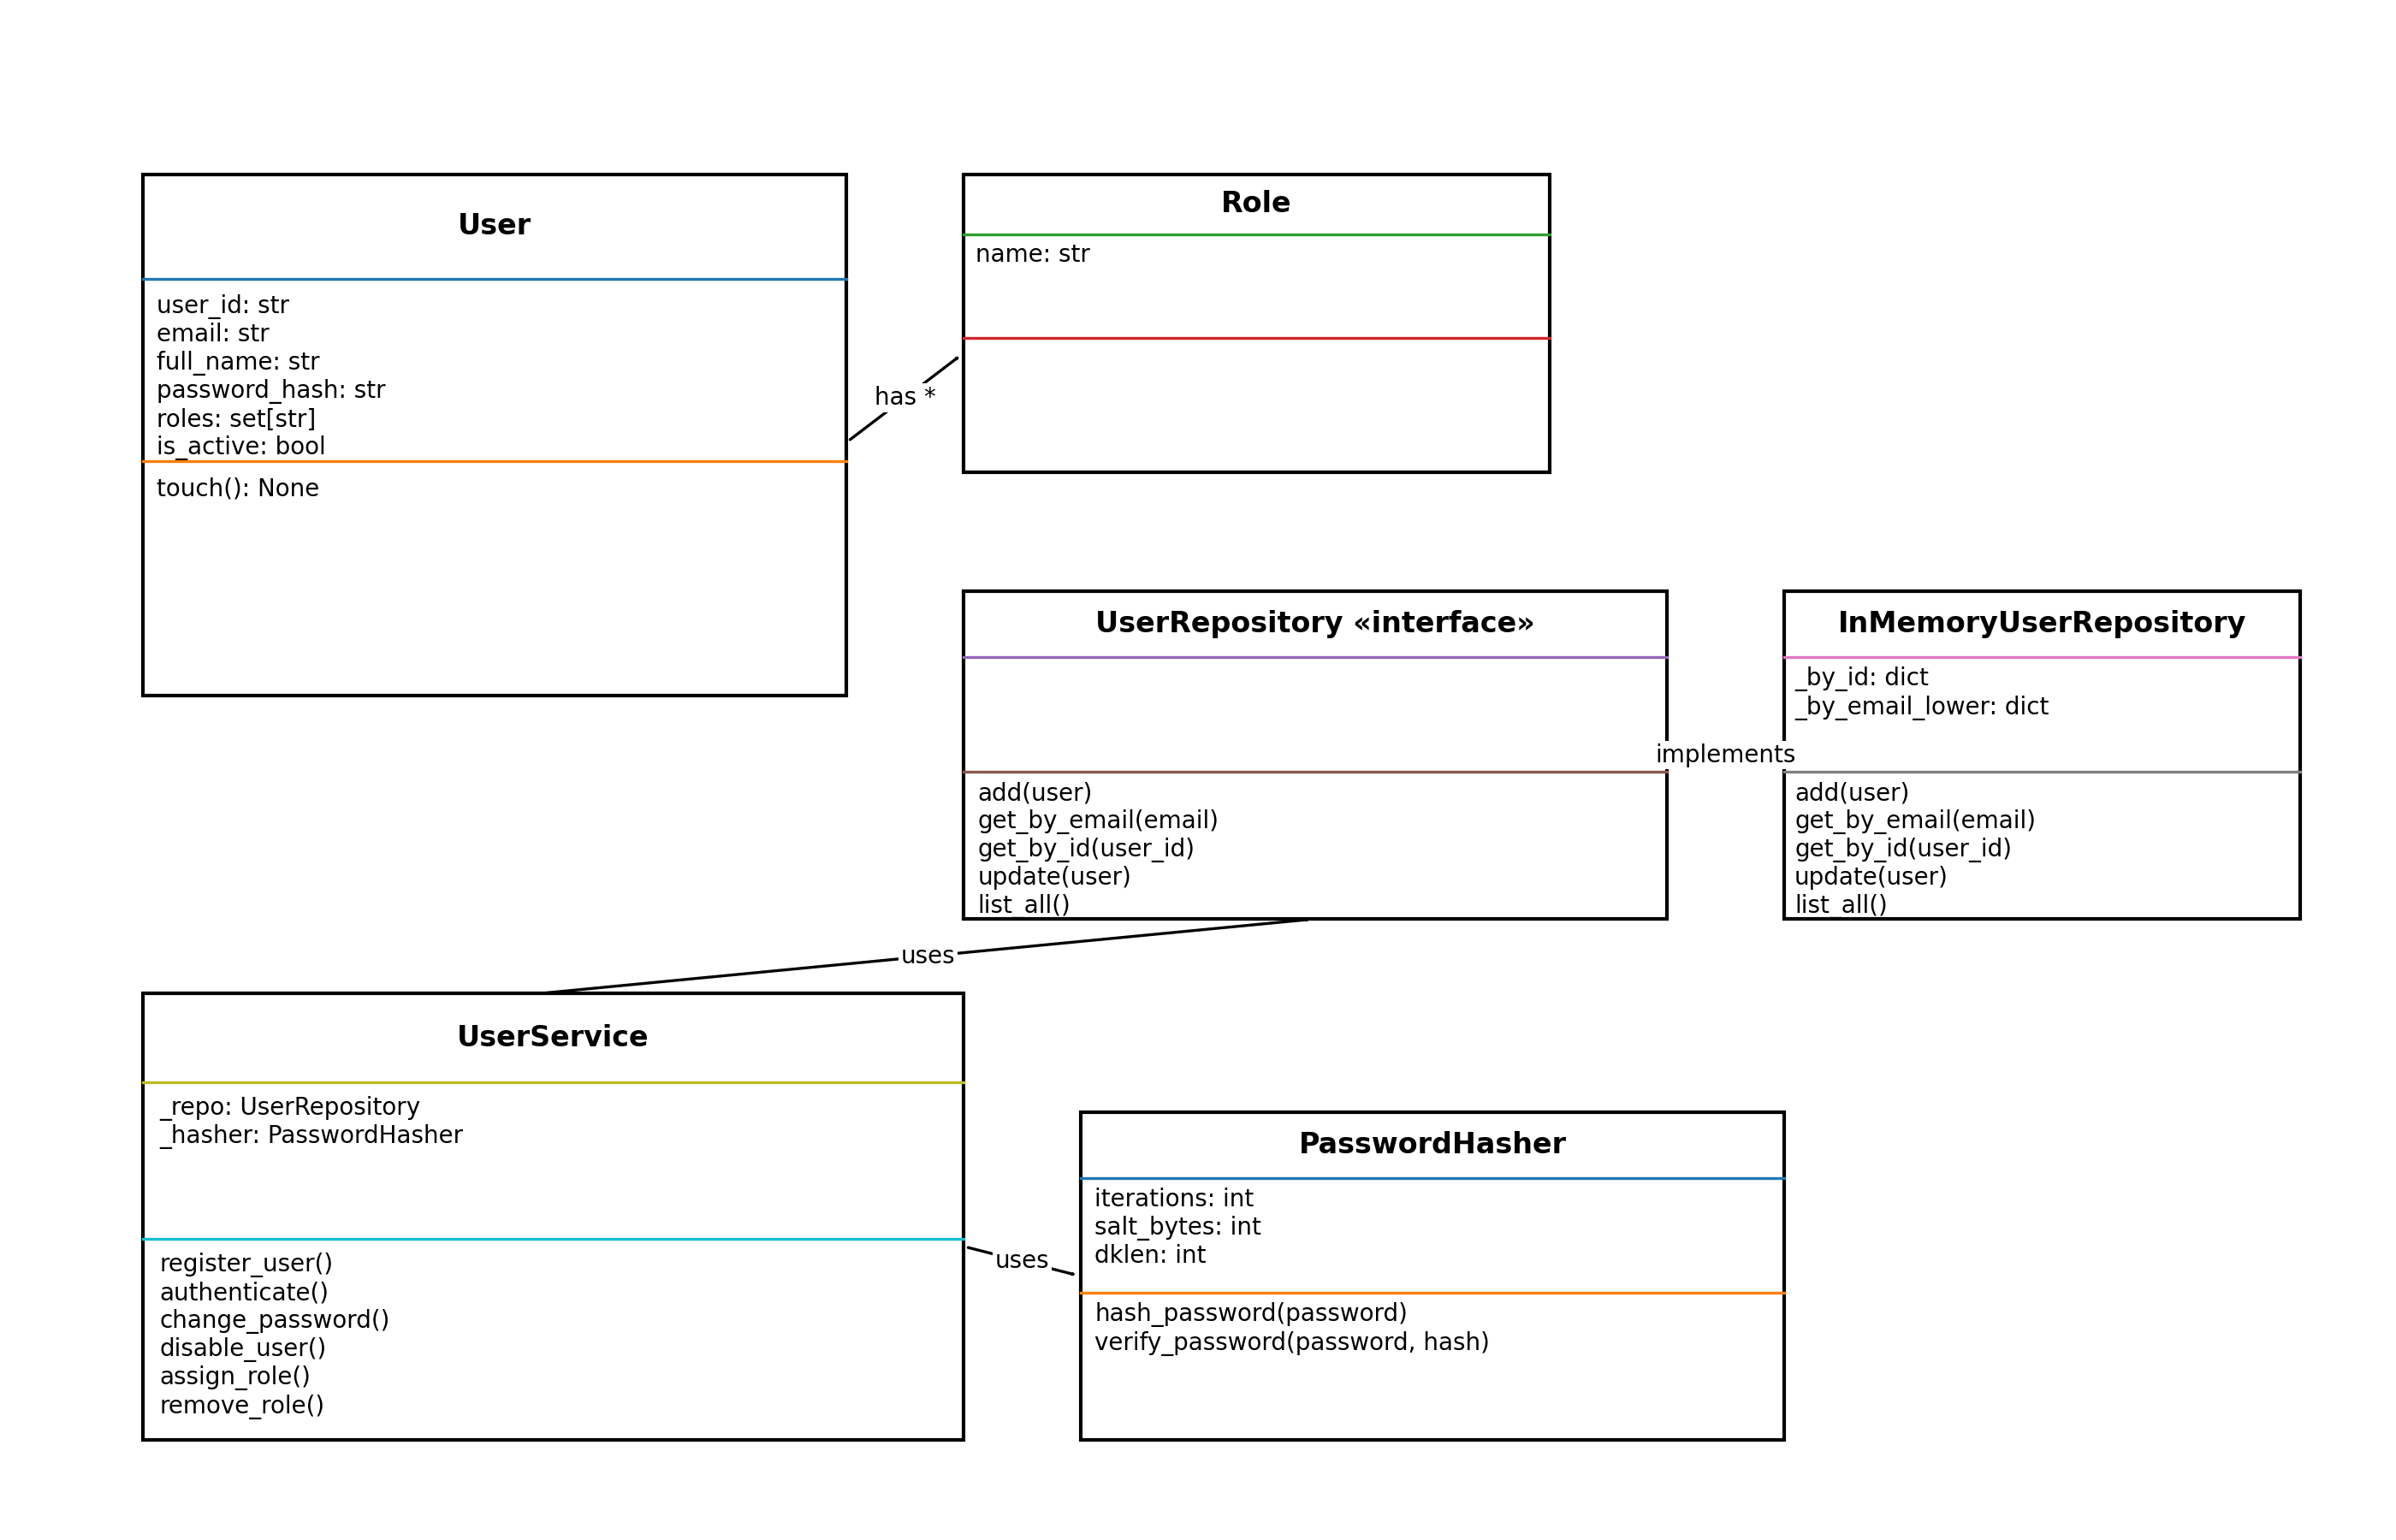 User
user_id: str
email: str
full_name: str
password_hash: str
roles: set[str]
is_active: bool
touch(): None
has *
Role
name: str
UserRepository «interface»
add(user)
get_by_email(email)
get_by_id(user_id)
update(user)
list_all()
implements
InMemoryUserRepository
_by_id: dict
_by_email_lower: dict
add(user)
get_by_email(email)
get_by_id(user_id)
update(user)
list_all()
uses
UserService
_repo: UserRepository
_hasher: PasswordHasher
register_user()
authenticate()
change_password()
disable_user()
assign_role()
remove_role()
uses
PasswordHasher
iterations: int
salt_bytes: int
dklen: int
hash_password(password)
verify_password(password, hash)